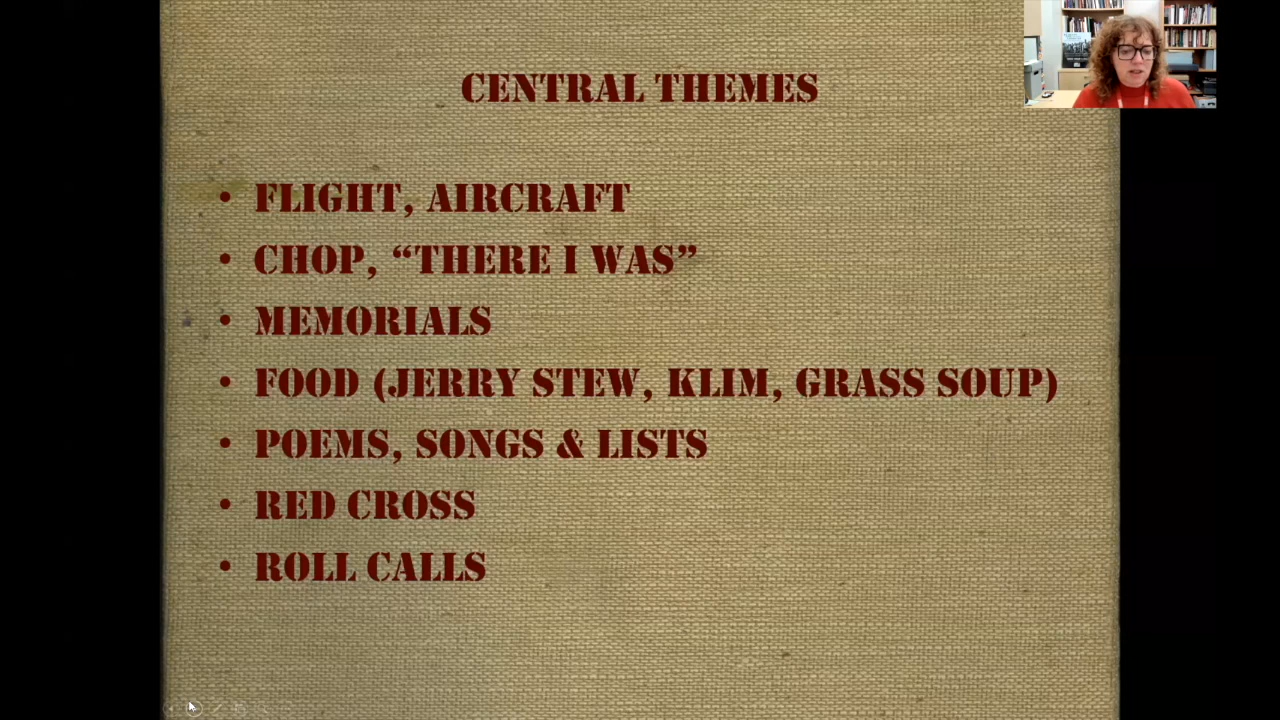 CENTRAL THEMES
• FLIGHT, AIRCRAFT
• CHOP, “THERE I WAS”
• MEMORIALS
• FOOD (JERRY STEW, KLIM, GRASS SOUP)
• POEMS, SONGS & LISTS
• RED CROSS
• ROLL CALLS